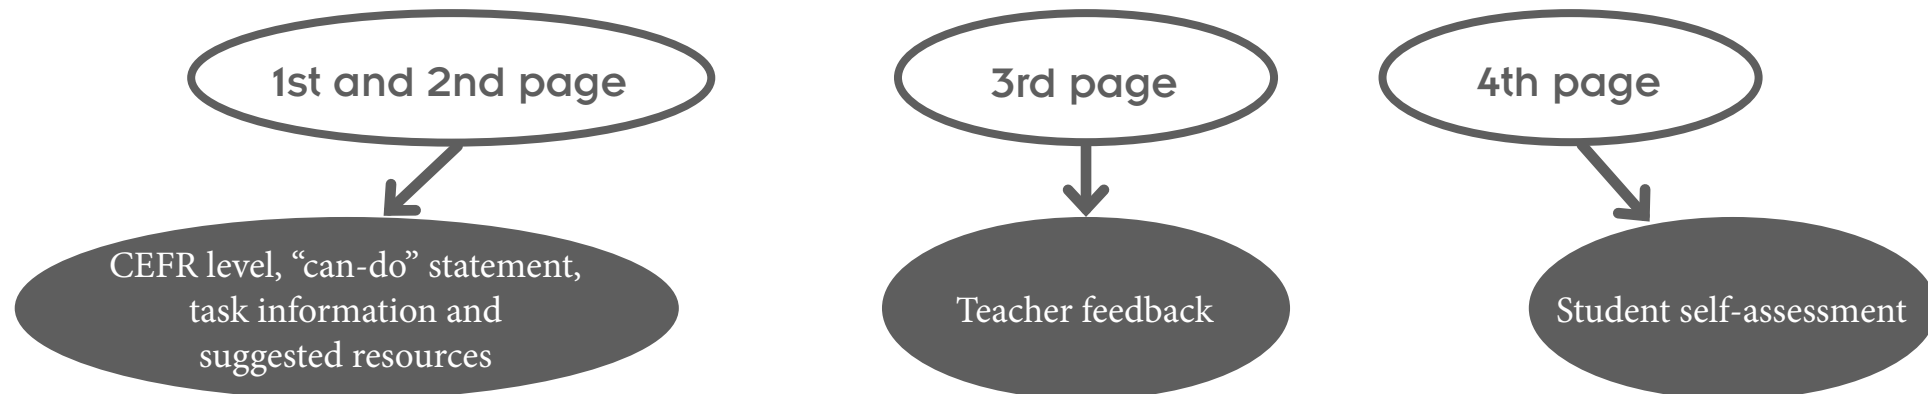 1st and 2nd page
3rd page
4th page
CEFR level, “can-do” statement,
task information and
suggested resources
Teacher feedback
Student self-assessment